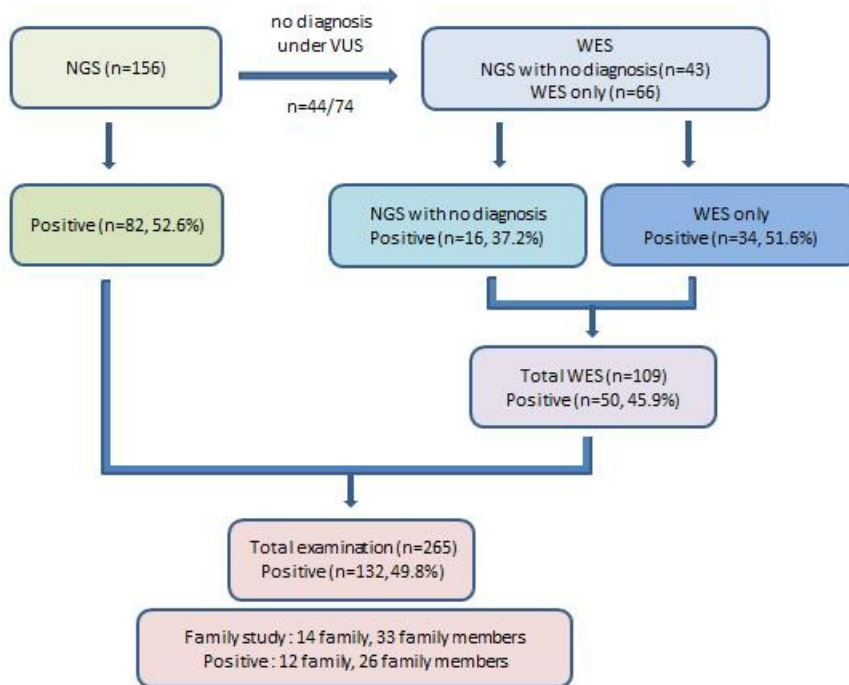 no diagnosis
under VUS
NGS (n=156)
n=44/74
WES
NGS with no diagnosis(n=43)
WES only (n=66)
Positive (n=82, 52.6%)
NGS with no diagnosis
Positive (n=16, 37.2%)
WES only
Positive (n=34, 51.6%)
Total WES (n=109)
Positive (n=50, 45.9%)
Total examination (n=265)
Positive (n=132, 49.8%)
Family study : 14 family, 33 family members
Positive : 12 family, 26 family members